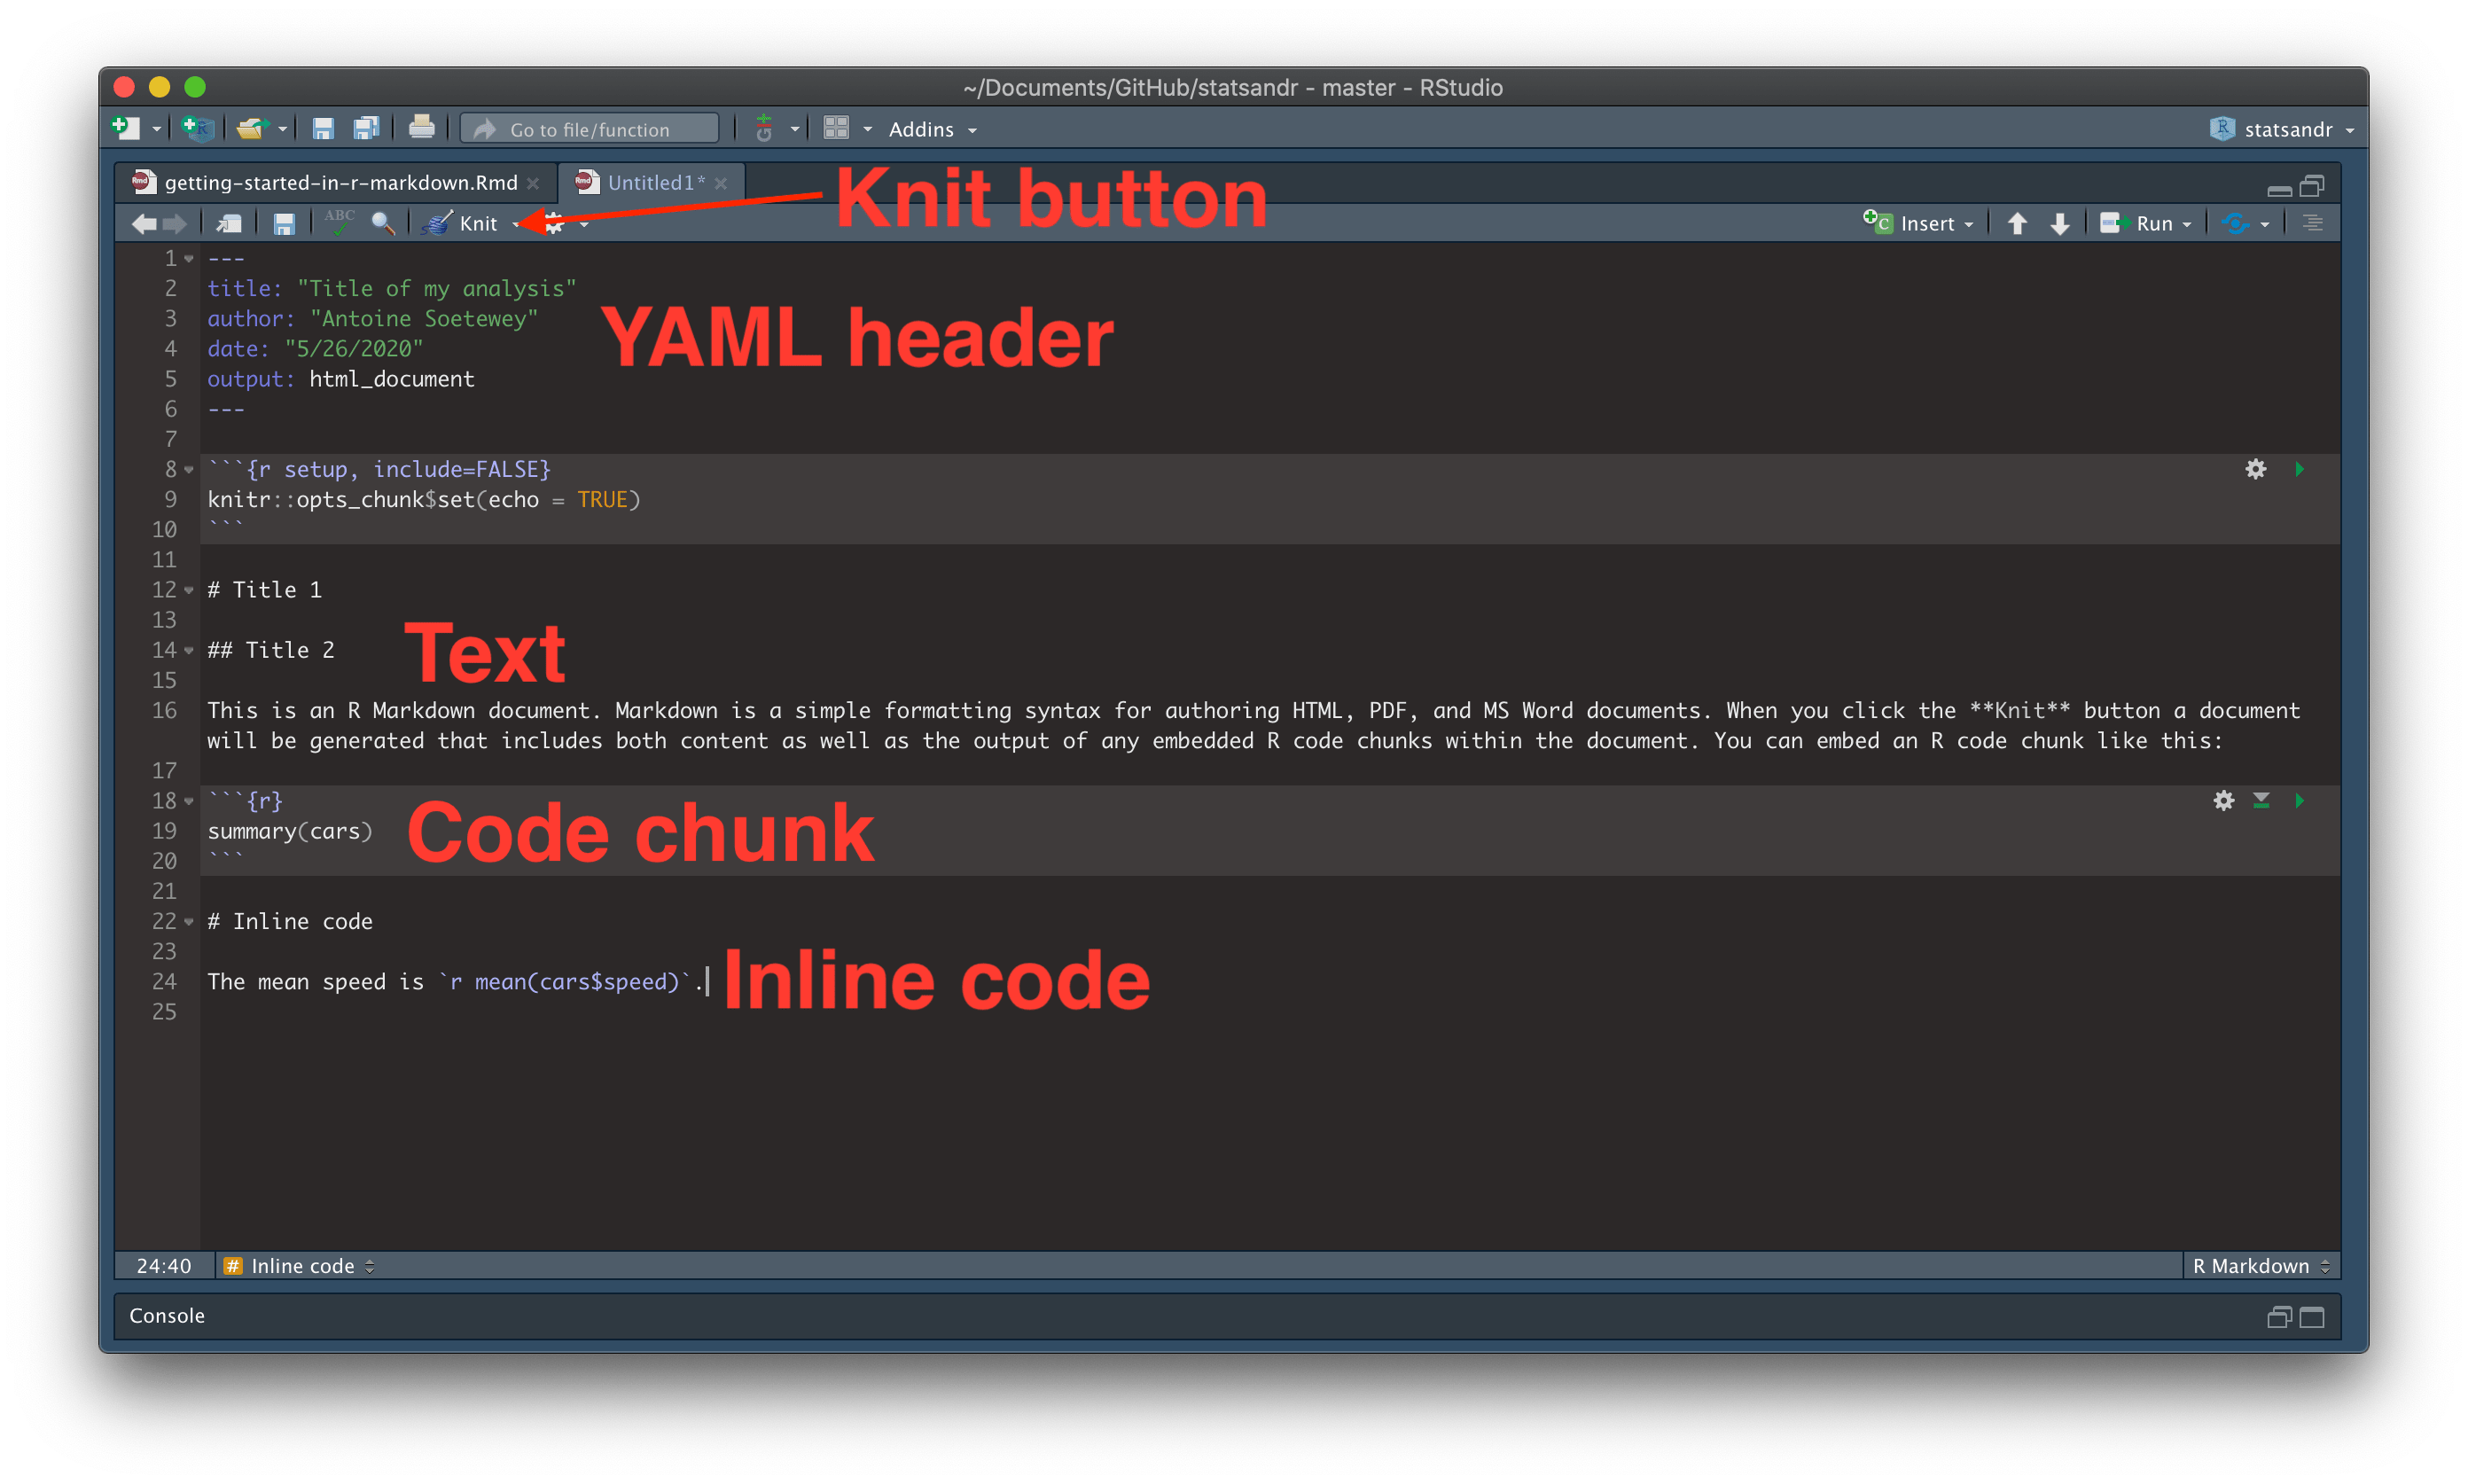 ~/Documents/GitHub/statsandr - master - RStudio
Go to file/function
Addins
statsandr
getting-started-in-r-markdown.Rmd
Untitled1*
Knit button
ABC
Knit
Insert
Run
1 ---
2 title: "Title of my analysis"
3 author: "Antoine Soetewey"
YAML header
4 date: "5/26/2020"
5 output: html_document
6 ---
7
8 ```{r setup, include=FALSE}
9 knitr::opts_chunk$set(echo = TRUE)
10 ```
11
12 # Title 1
13
14 ## Title 2
Text
15
16 This is an R Markdown document. Markdown is a simple formatting syntax for authoring HTML, PDF, and MS Word documents. When you click the **Knit** button a document
will be generated that includes both content as well as the output of any embedded R code chunks within the document. You can embed an R code chunk like this:
17
18 ```{r}
19 summary(cars)
Code chunk
20 ```
21
22 # Inline code
23
24 The mean speed is `r mean(cars$speed)`.
Inline code
25
24:40
# Inline code
R Markdown
Console